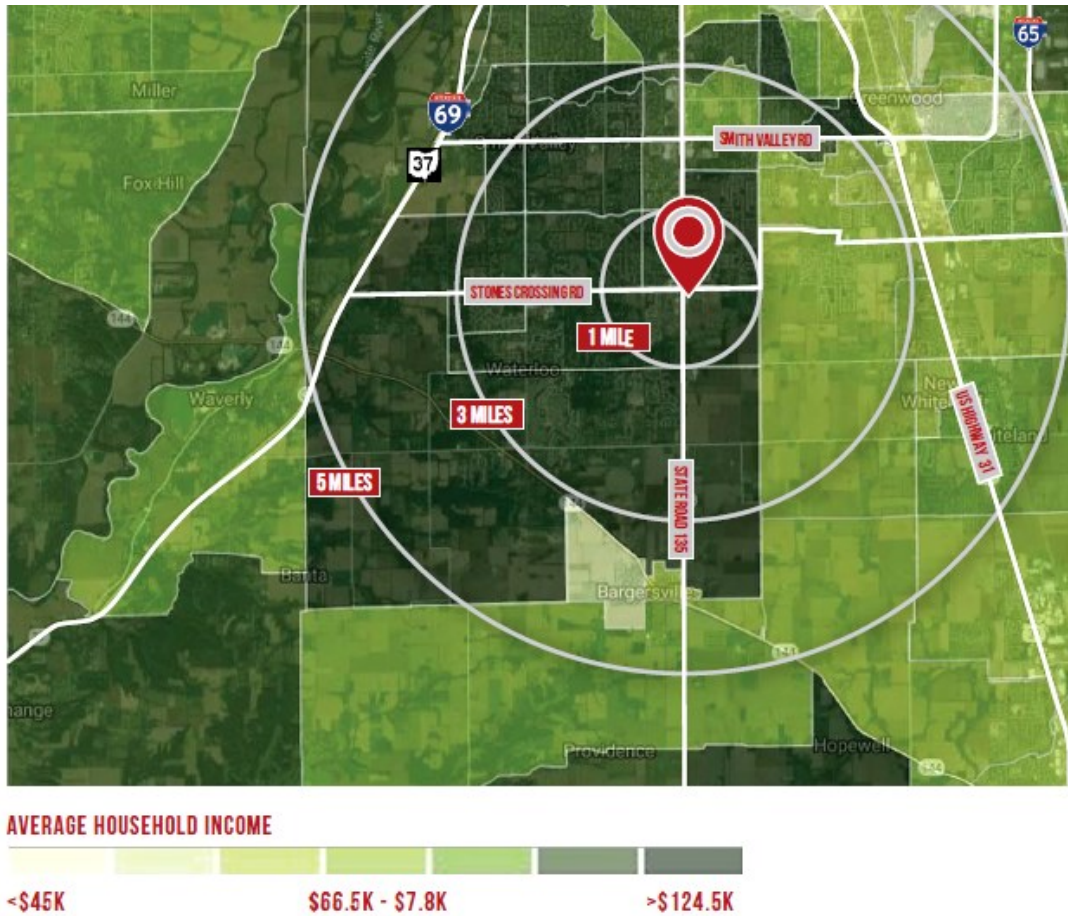 65
Miller
Greenwood
69
SMITH VALLEY RD
37
Fox Hill
STONES CROSSING RD
144
1 MILE
144
Waterloo
Waverly
3 MILES
US HIGHWAY 31
5 MILES
STATE ROAD 135
Banta
Bargersville
144
Providence
Hopewell
144
AVERAGE HOUSEHOLD INCOME
<$45K
$66.5K - $7.8K
>$124.5K